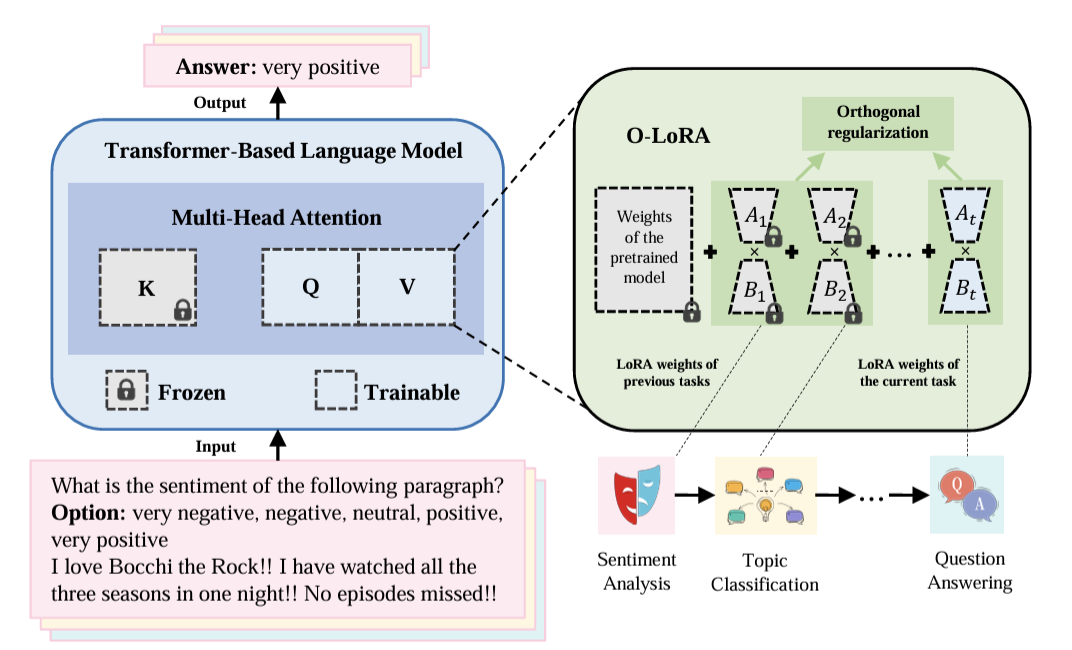 Answer: very positive
Output
Transformer-Based Language Model
Multi-Head Attention
K
Q
V
Frozen
Trainable
Input
What is the sentiment of the following paragraph?
Option: very negative, negative, neutral, positive,
very positive
I love Bocchi the Rock!! I have watched all the
three seasons in one night!! No episodes missed!!
O-LoRA
Orthogonal
regularization
Weights
of the
pretrained
model
+
A₁
×
B₁
+
A₂
×
B₂
+ ... +
Aₜ
×
Bₜ
LoRA weights of
previous tasks
LoRA weights of
the current task
...
Q
A
Sentiment
Analysis
Topic
Classification
Question
Answering